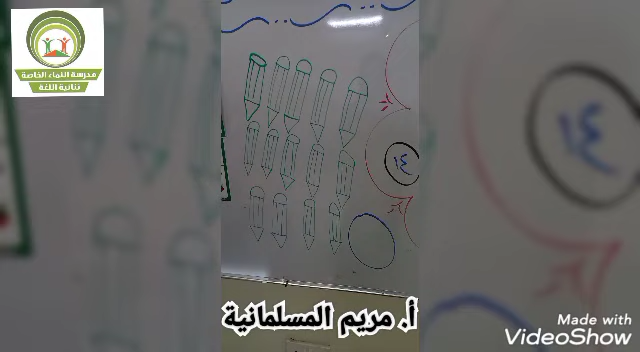 مدرسة النماء الخاصة
ثنائية اللغة
١٤
أ. مريم المسلمانية
Made with
VideoShow